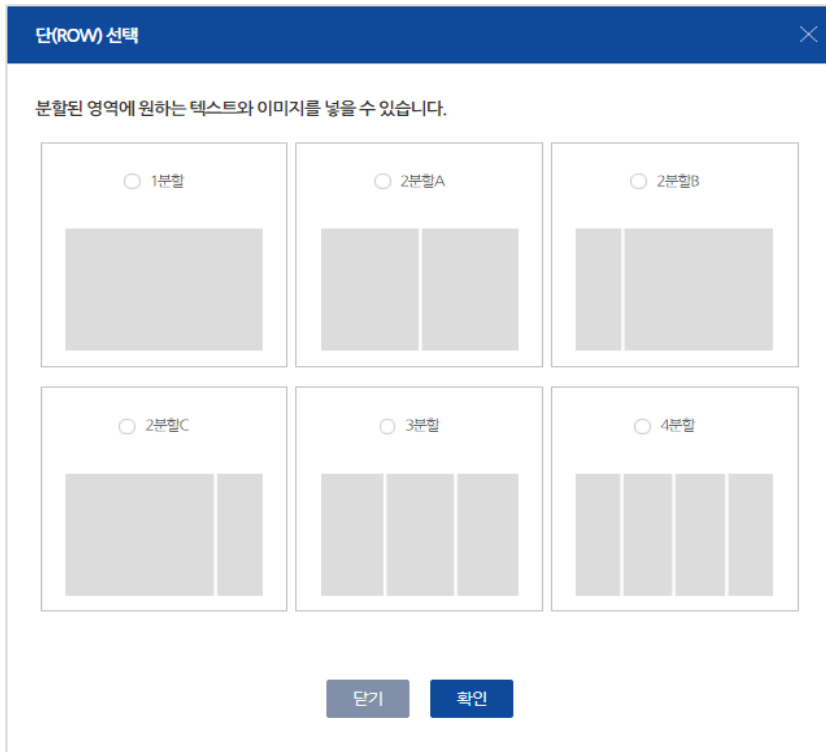 단(ROW) 선택
분할된 영역에 원하는 텍스트와 이미지를 넣을 수 있습니다.
1분할
2분할A
2분할B
2분할C
3분할
4분할
닫기
확인